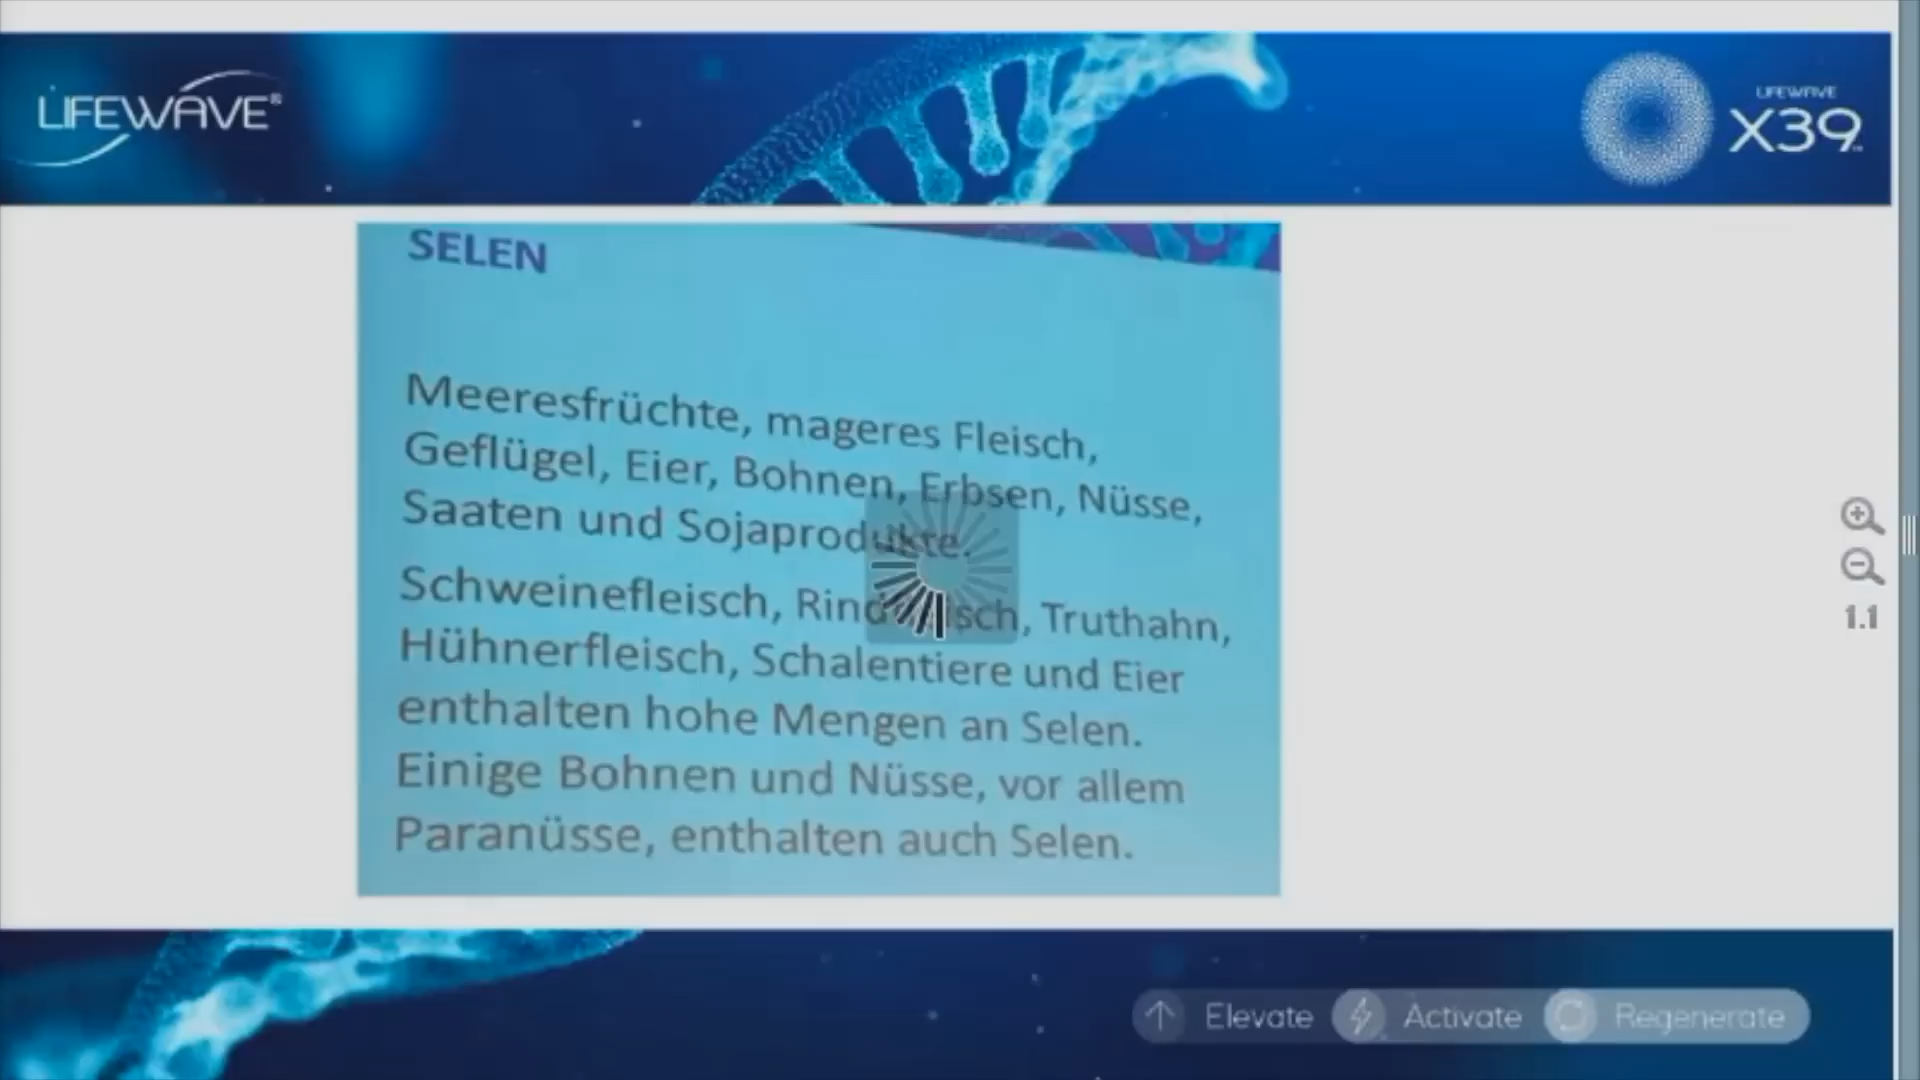 LIFEWAVE®
LIFEWAVE
X39
SELEN
Meeresfrüchte, mageres Fleisch,
Geflügel, Eier, Bohnen, Erbsen, Nüsse,
Saaten und Sojaprodukte.
Schweinefleisch, Rindfleisch, Truthahn,
Hühnerfleisch, Schalentiere und Eier
enthalten hohe Mengen an Selen.
Einige Bohnen und Nüsse, vor allem
Paranüsse, enthalten auch Selen.
1.1
Elevate Activate Regenerate